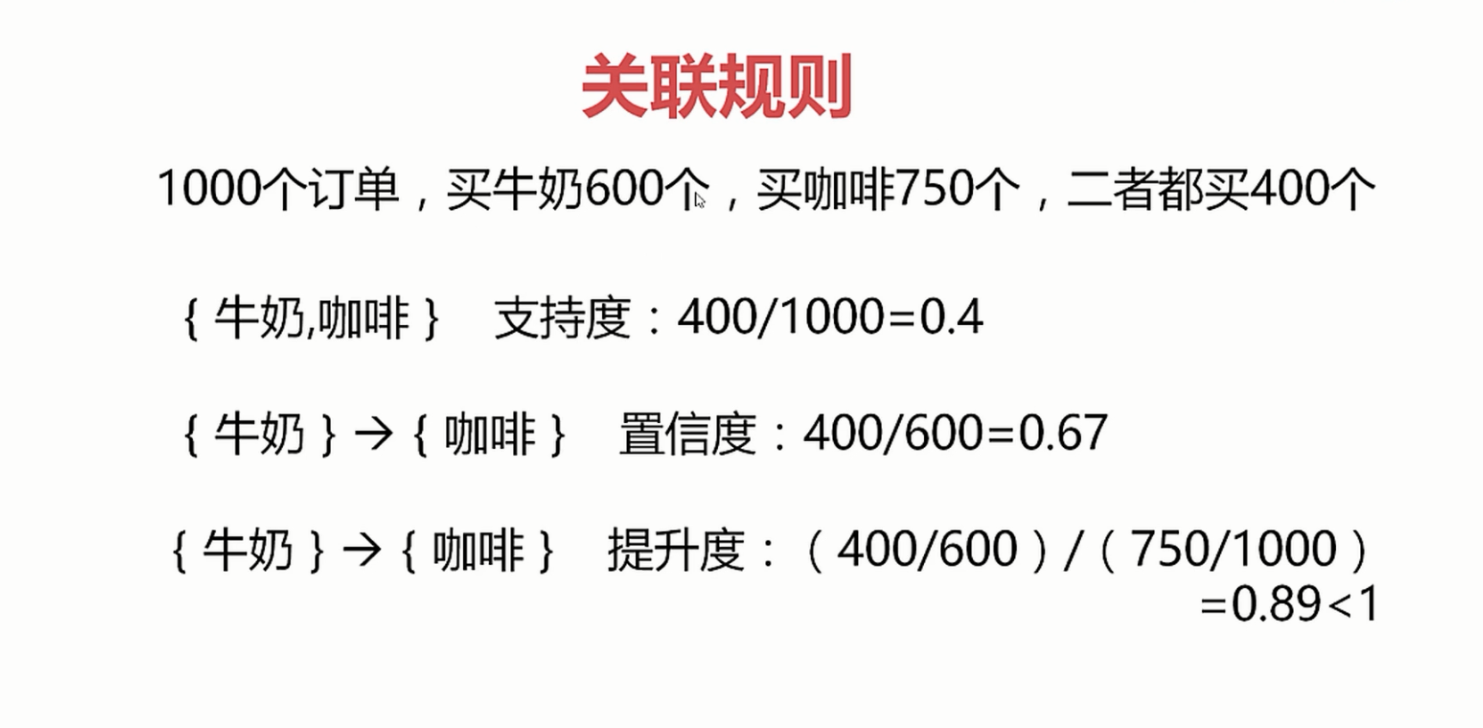 关联规则
1000个订单，买牛奶600个，买咖啡750个，二者都买400个
{ 牛奶,咖啡 } 支持度：400/1000=0.4
{ 牛奶 } → { 咖啡 } 置信度：400/600=0.67
{ 牛奶 } → { 咖啡 } 提升度：（400/600）/（750/1000）
=0.89<1